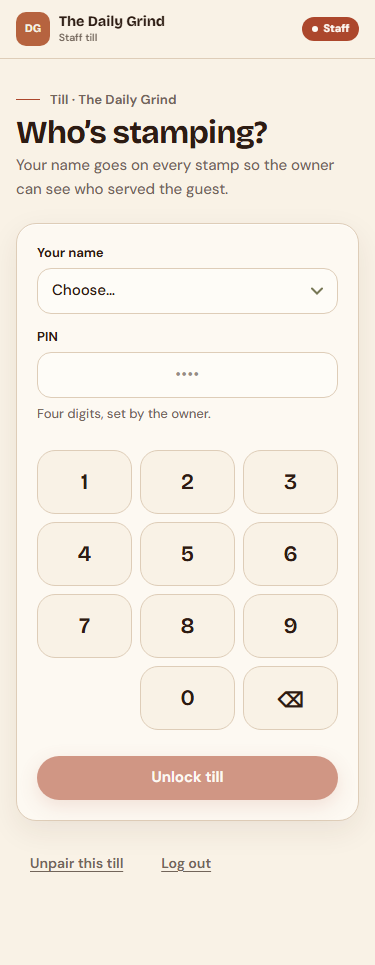 DG
The Daily Grind
Staff till
Staff
Till · The Daily Grind
Who's stamping?
Your name goes on every stamp so the owner
can see who served the guest.
Your name
Choose...
PIN
••••
Four digits, set by the owner.
1 2 3
4 5 6
7 8 9
0 ⌫
Unlock till
Unpair this till Log out